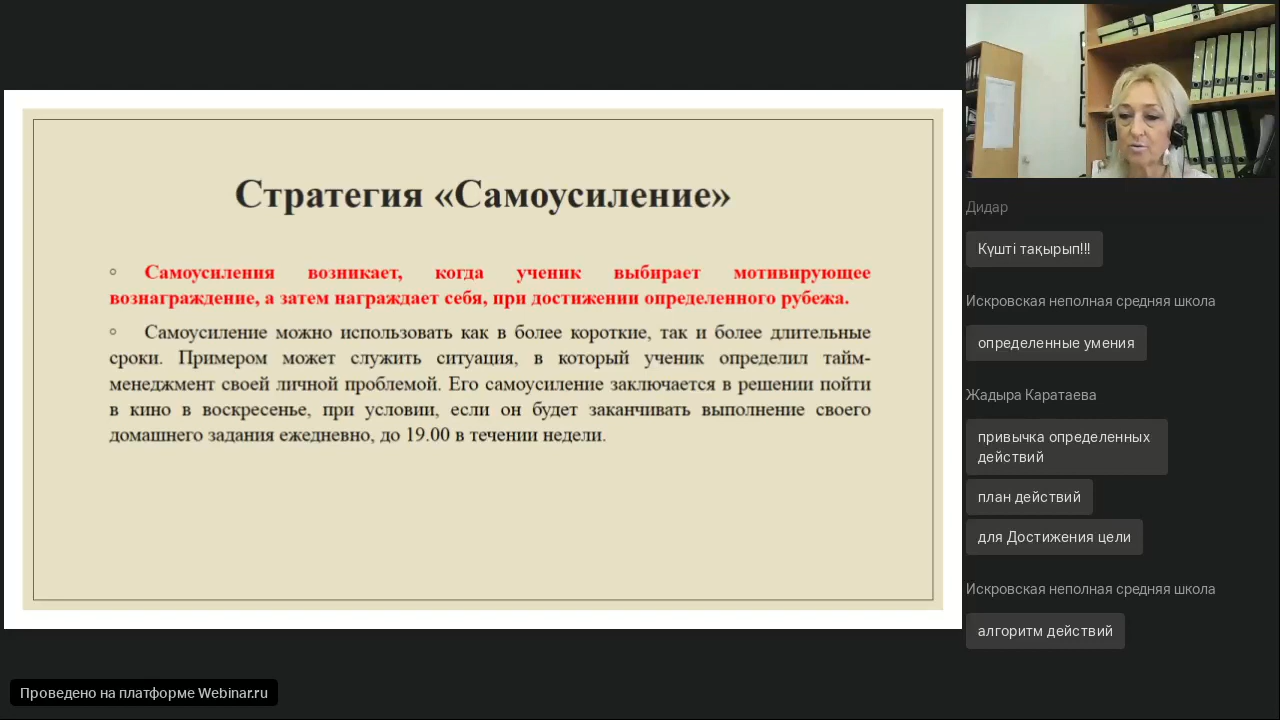 Стратегия «Самоусиление»
Самоусиления возникает, когда ученик выбирает мотивирующее
вознаграждение, а затем награждает себя, при достижении определенного рубежа.
Самоусиление можно использовать как в более короткие, так и более длительные
сроки. Примером может служить ситуация, в который ученик определил тайм-
менеджмент своей личной проблемой. Его самоусиление заключается в решении пойти
в кино в воскресенье, при условии, если он будет заканчивать выполнение своего
домашнего задания ежедневно, до 19.00 в течении недели.
Дидар
Күшті тақырып!!!
Искровская неполная средняя школа
определенные умения
Жадыра Каратаева
привычка определенных
действий
план действий
для Достижения цели
Искровская неполная средняя школа
алгоритм действий
Проведено на платформе Webinar.ru